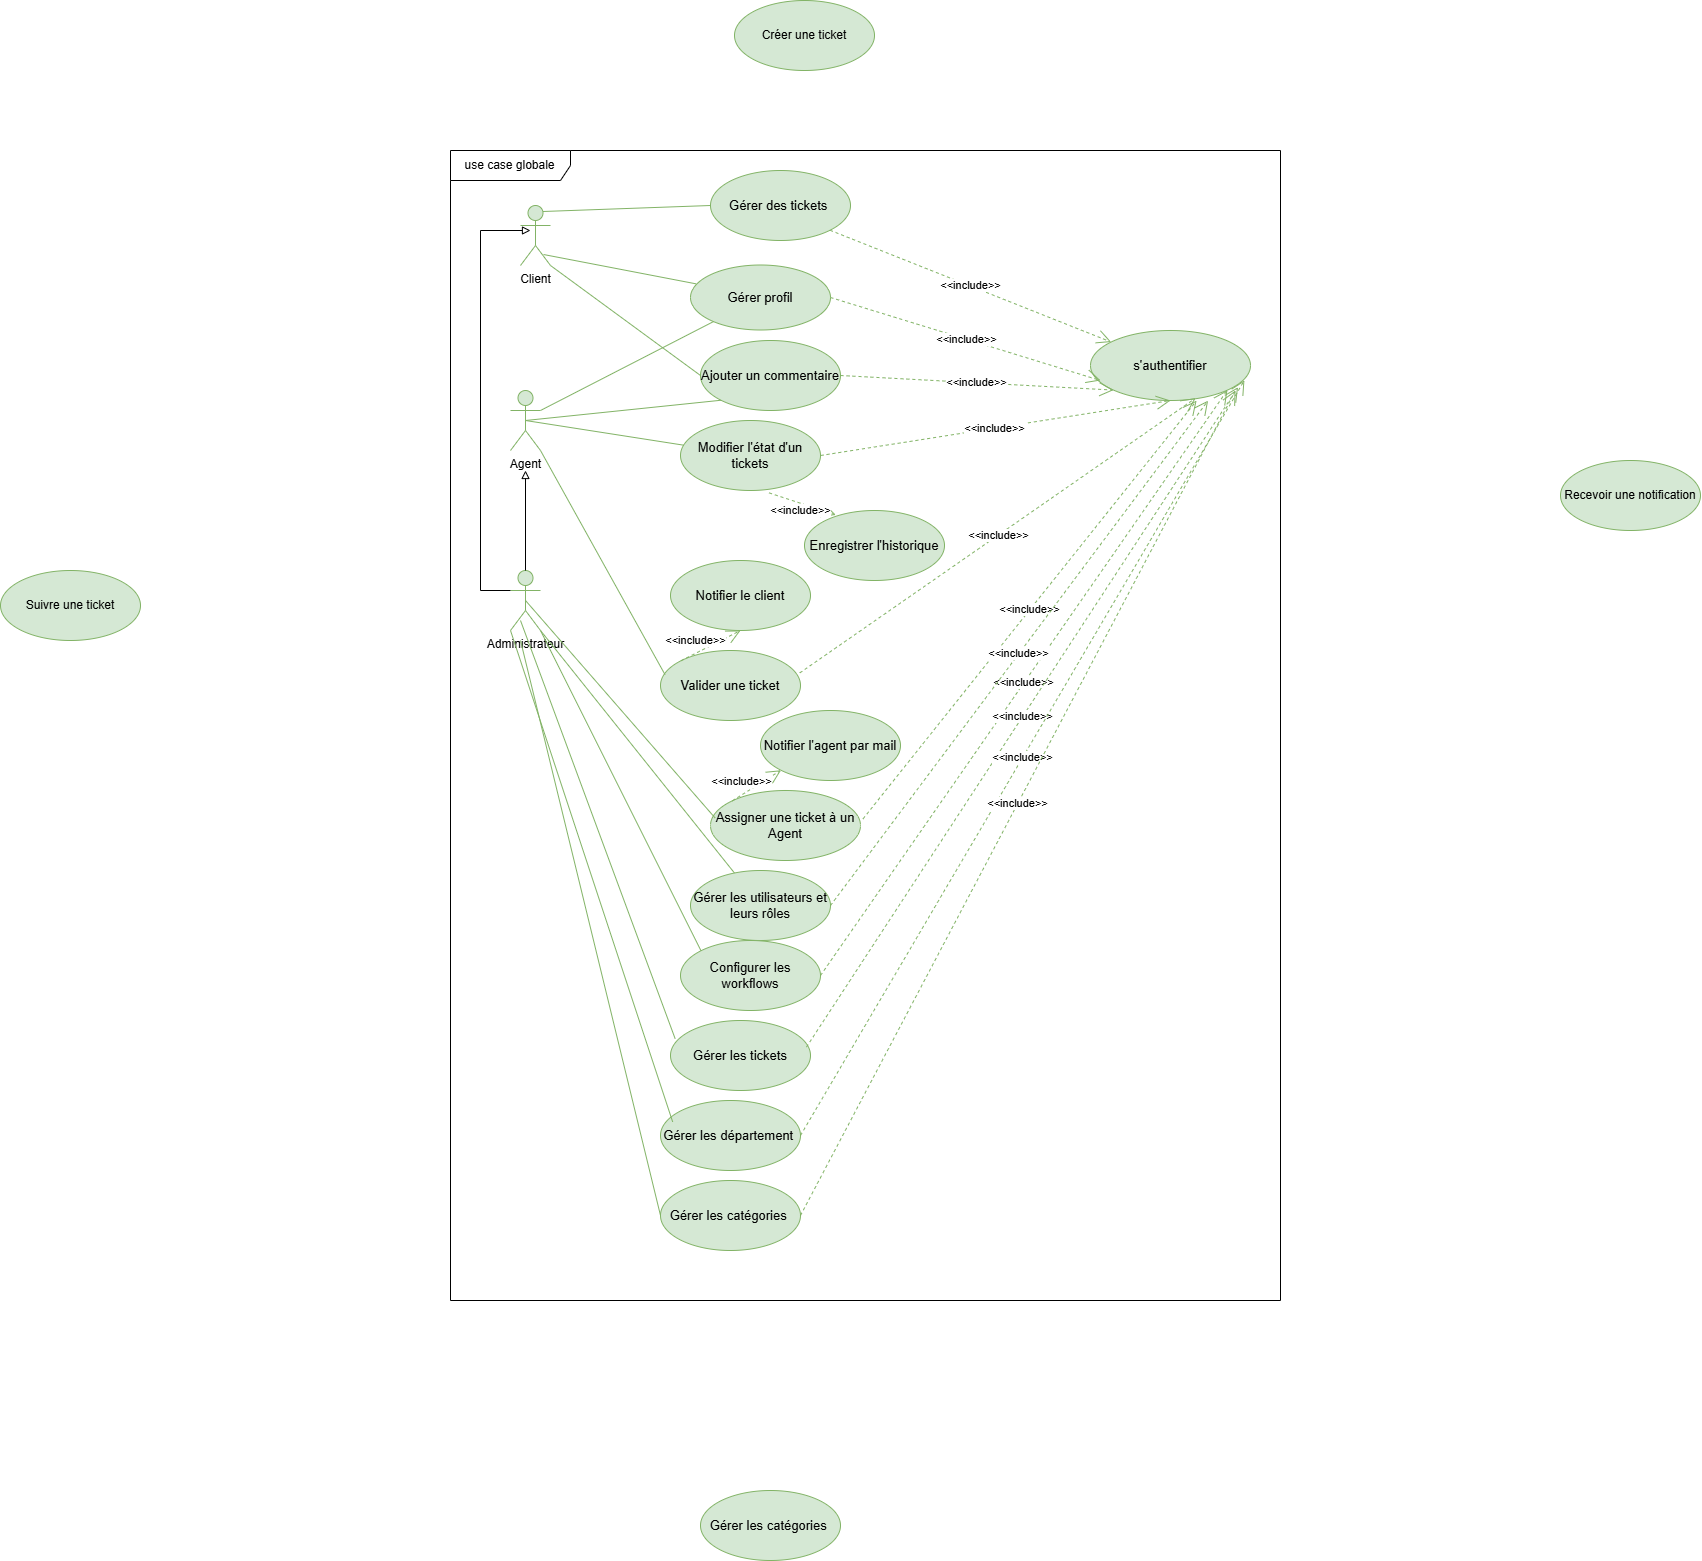 Créer une ticket
use case globale
Gérer des tickets
Client
<<include>>
Gérer profil
<<include>>
s'authentifier
Ajouter un commentaire
<<include>>
Agent
Modifier l'état d'un
tickets
<<include>>
Recevoir une notification
<<include>>
Enregistrer l'historique
<<include>>
Suivre une ticket
Notifier le client
<<include>>
Administrateur
<<include>>
<<include>>
Valider une ticket
<<include>>
<<include>>
Notifier l'agent par mail
<<include>>
<<include>>
<<include>>
Assigner une ticket à un
Agent
Gérer les utilisateurs et
leurs rôles
Configurer les
workflows
Gérer les tickets
Gérer les département
Gérer les catégories
Gérer les catégories